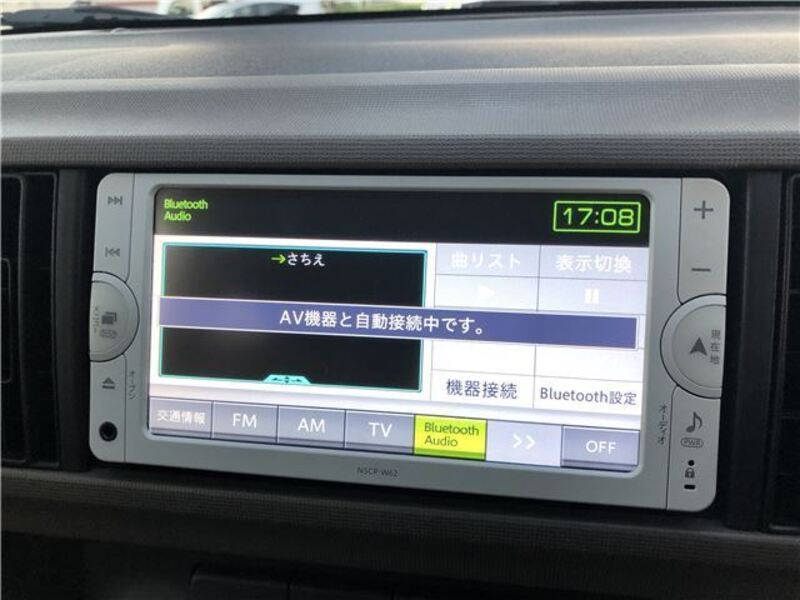 Bluetooth
Audio
17:08
→さちえ
曲リスト
表示切換
AV機器と自動接続中です。
機器接続
Bluetooth設定
交通情報
FM
AM
TV
Bluetooth
Audio
>>
OFF
オープン
現在地
オーディオ
PWR
NSCP-W62